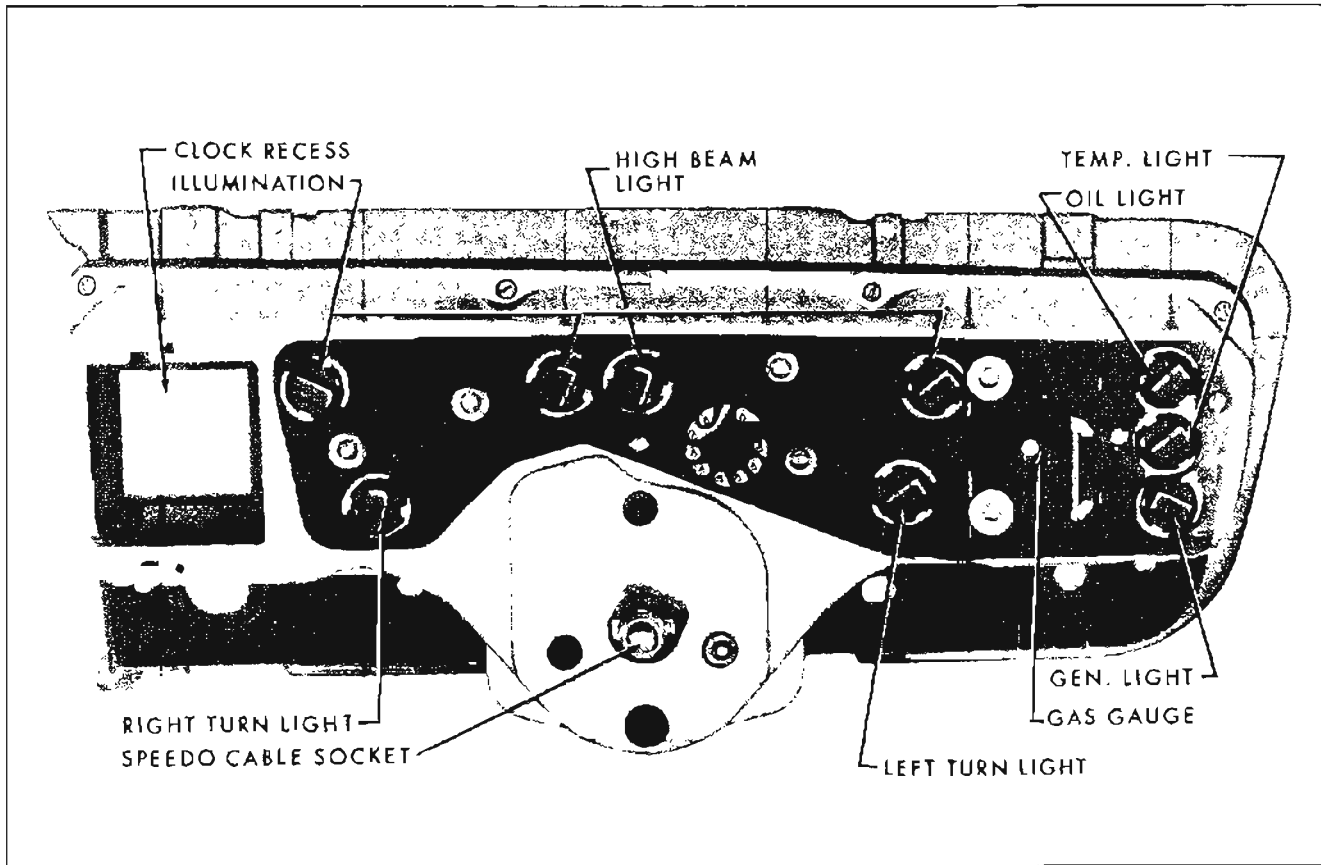 CLOCK RECESS
ILLUMINATION
HIGH BEAM
LIGHT
TEMP. LIGHT
OIL LIGHT
RIGHT TURN LIGHT
SPEEDO CABLE SOCKET
GEN. LIGHT
GAS GAUGE
LEFT TURN LIGHT